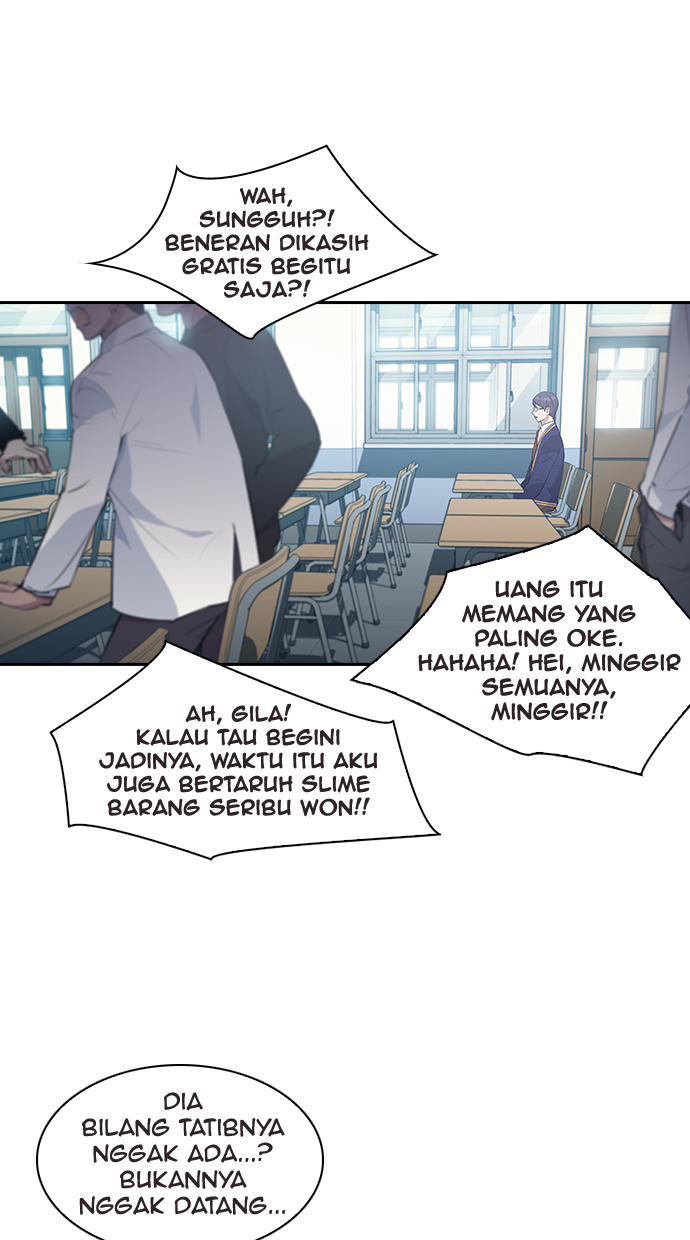 WAH,
SUNGGUH?!
BENERAN DIKASIH
GRATIS BEGITU
SAJA?!
UANG ITU
MEMANG YANG
PALING OKE.
HAHAHA! HEI, MINGGIR
SEMUANYA,
MINGGIR!!
AH, GILA!
KALAU TAU BEGINI
JADINYA, WAKTU ITU AKU
JUGA BERTARUH SLIME
BARANG SERIBU WON!!
DIA
BILANG TATIBNYA
NGGAK ADA...?
BUKANNYA
NGGAK DATANG...